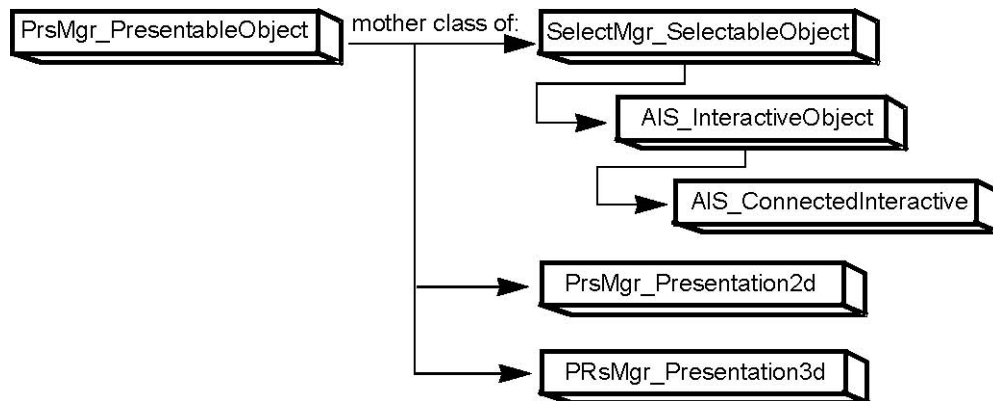 PrsMgr_PresentableObject
mother class of:
SelectMgr_SelectableObject
AIS_InteractiveObject
AIS_ConnectedInteractive
PrsMgr_Presentation2d
PRsMgr_Presentation3d